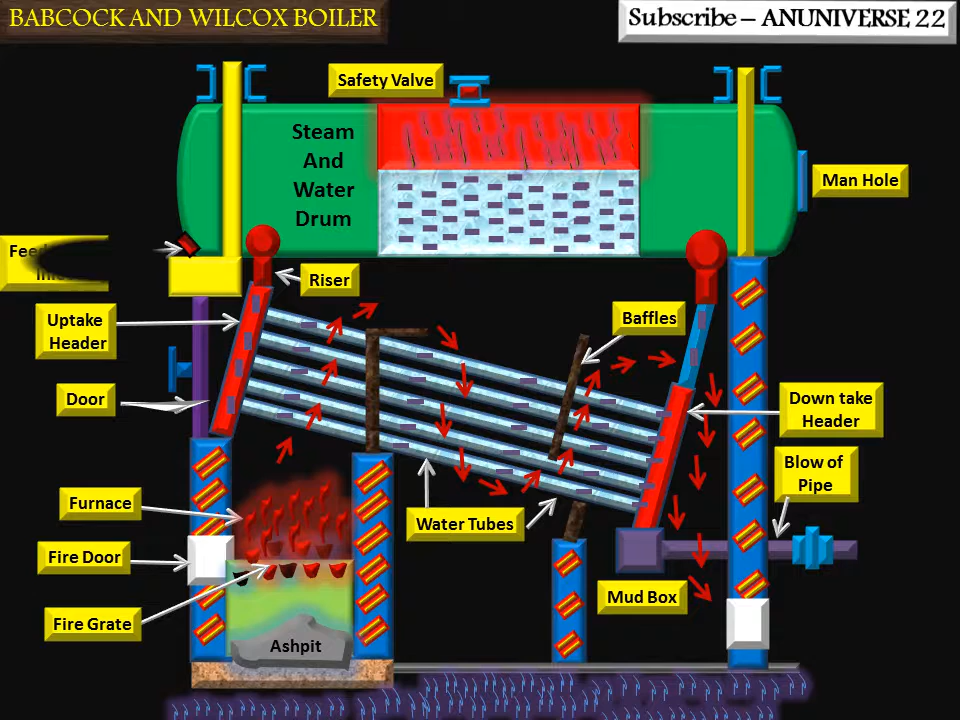 BABCOCK AND WILCOX BOILER
Subscribe – ANUNIVERSE 22
Safety Valve
Steam
And
Water
Drum
Man Hole
Riser
Uptake
Header
Baffles
Door
Down take
Header
Blow of
Pipe
Furnace
Water Tubes
Fire Door
Mud Box
Fire Grate
Ashpit